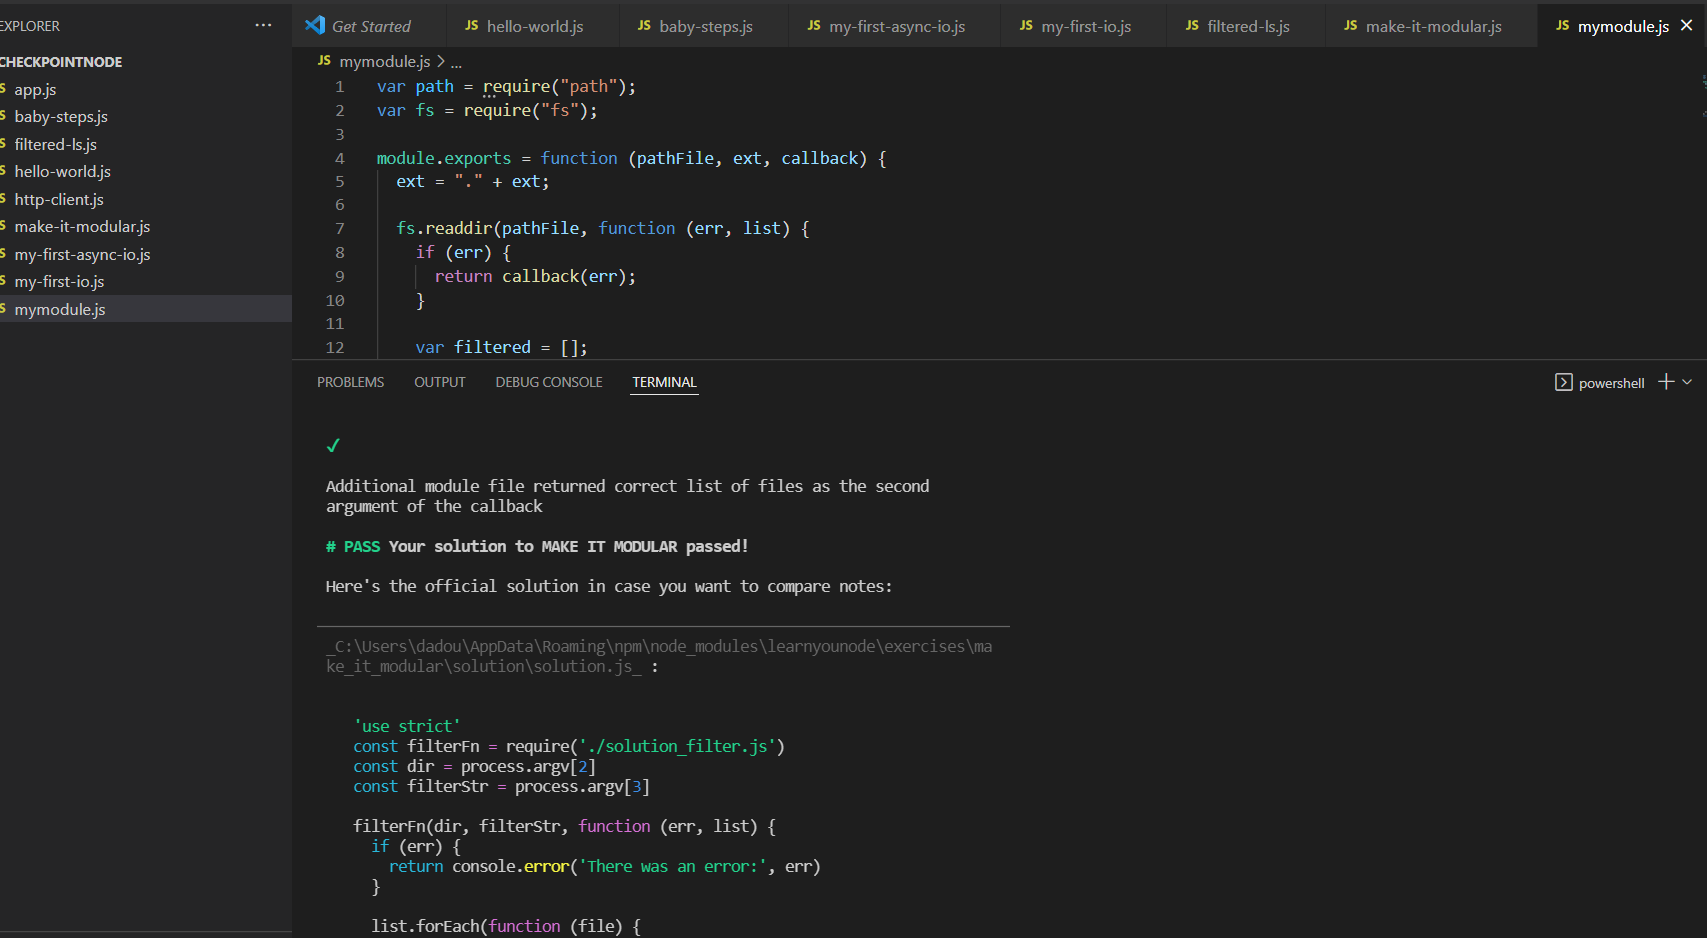 EXPLORER ···
CHECKPOINTNODE
app.js
baby-steps.js
filtered-ls.js
hello-world.js
http-client.js
make-it-modular.js
my-first-async-io.js
my-first-io.js
mymodule.js
Get Started JS hello-world.js JS baby-steps.js JS my-first-async-io.js JS my-first-io.js JS filtered-ls.js JS make-it-modular.js JS mymodule.js
JS mymodule.js > ...
1 var path = require("path");
2 var fs = require("fs");
3
4 module.exports = function (pathFile, ext, callback) {
5 ext = "." + ext;
6
7 fs.readdir(pathFile, function (err, list) {
8 if (err) {
9 return callback(err);
10 }
11
12 var filtered = [];
PROBLEMS OUTPUT DEBUG CONSOLE TERMINAL powershell
✓
Additional module file returned correct list of files as the second
argument of the callback
# PASS Your solution to MAKE IT MODULAR passed!
Here's the official solution in case you want to compare notes:
_C:\Users\dadou\AppData\Roaming\npm\node_modules\learnyounode\exercises\ma
ke_it_modular\solution\solution.js_ :
'use strict'
const filterFn = require('./solution_filter.js')
const dir = process.argv[2]
const filterStr = process.argv[3]
filterFn(dir, filterStr, function (err, list) {
if (err) {
return console.error('There was an error:', err)
}
list.forEach(function (file) {